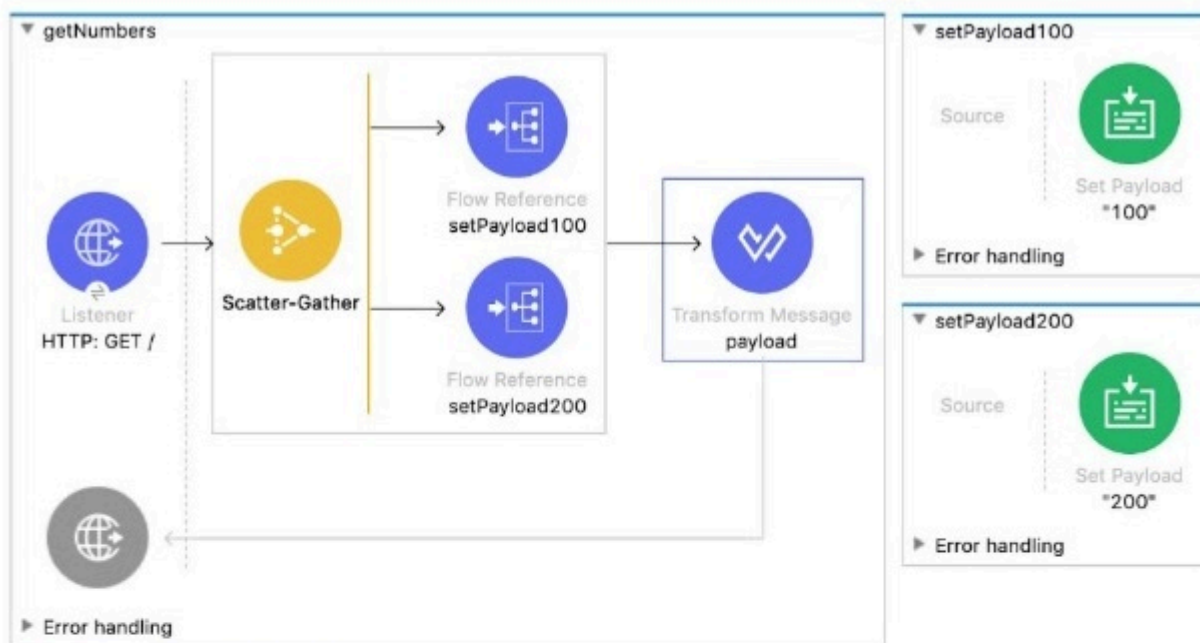 getNumbers
Listener
HTTP: GET /
Scatter-Gather
Flow Reference
setPayload100
Flow Reference
setPayload200
Transform Message
payload
Error handling
setPayload100
Source
Set Payload
"100"
Error handling
setPayload200
Source
Set Payload
"200"
Error handling